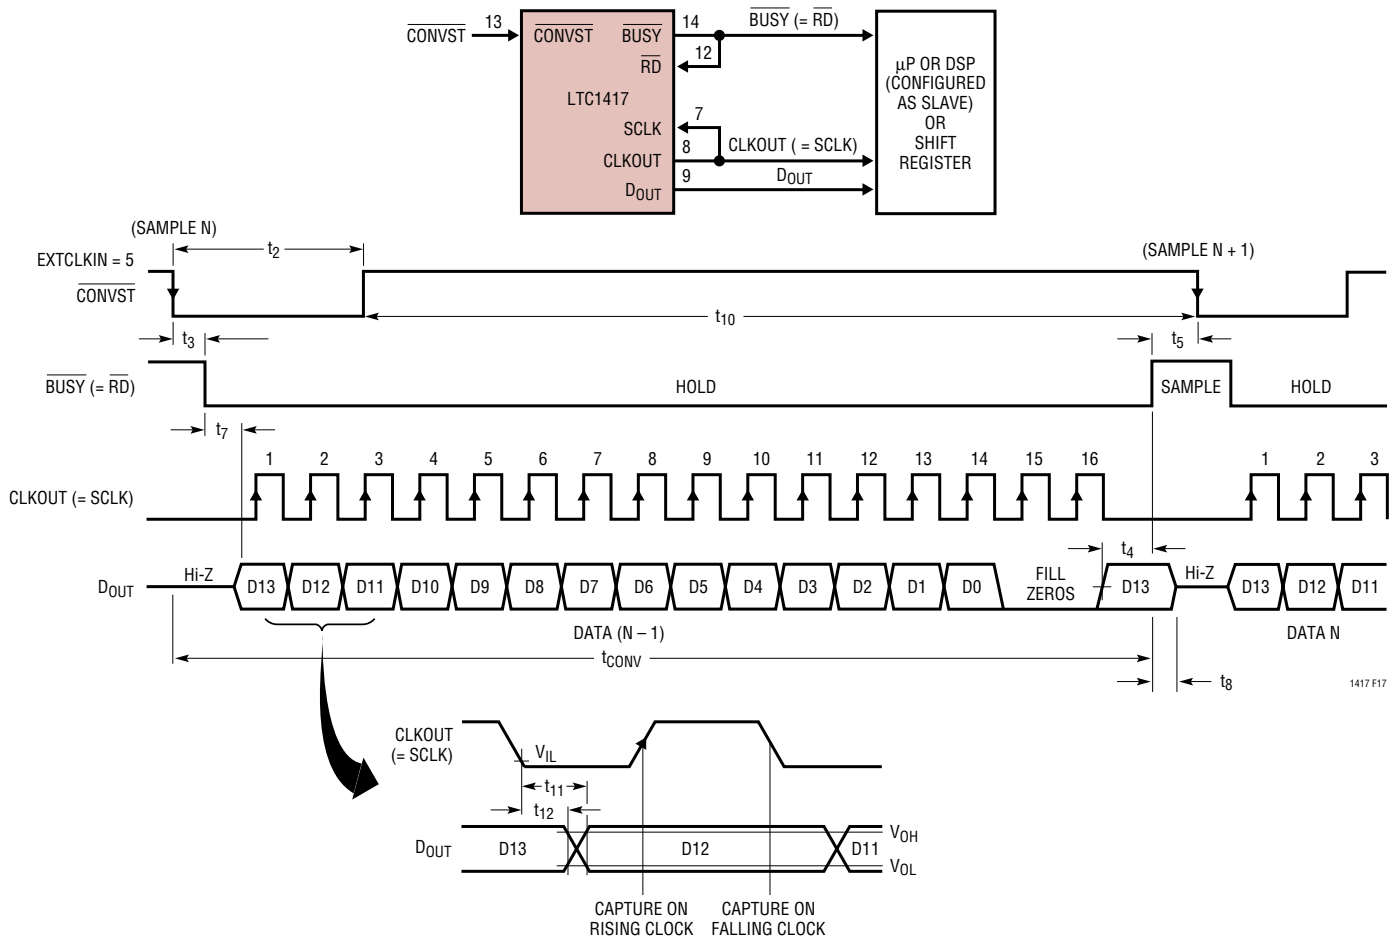 CONVST 13 CONVST BUSY 14 BUSY (= RD)
RD 12
LTC1417
SCLK 7
CLKOUT 8 CLKOUT ( = SCLK)
DOUT 9 DOUT
µP OR DSP
(CONFIGURED
AS SLAVE)
OR
SHIFT
REGISTER
(SAMPLE N) (SAMPLE N + 1)
t2
EXTCLKIN = 5
CONVST
t10
t3 t5
BUSY (= RD) HOLD SAMPLE HOLD
t7
1 2 3 4 5 6 7 8 9 10 11 12 13 14 15 16 1 2 3
CLKOUT (= SCLK)
t4
DOUT Hi-Z D13 D12 D11 D10 D9 D8 D7 D6 D5 D4 D3 D2 D1 D0 FILL ZEROS D13 Hi-Z D13 D12 D11
DATA (N – 1) DATA N
tCONV
t8
1417 F17
CLKOUT
(= SCLK)
VIL
t11
t12
DOUT D13 D12 D11
VOH
VOL
CAPTURE ON
RISING CLOCK
CAPTURE ON
FALLING CLOCK